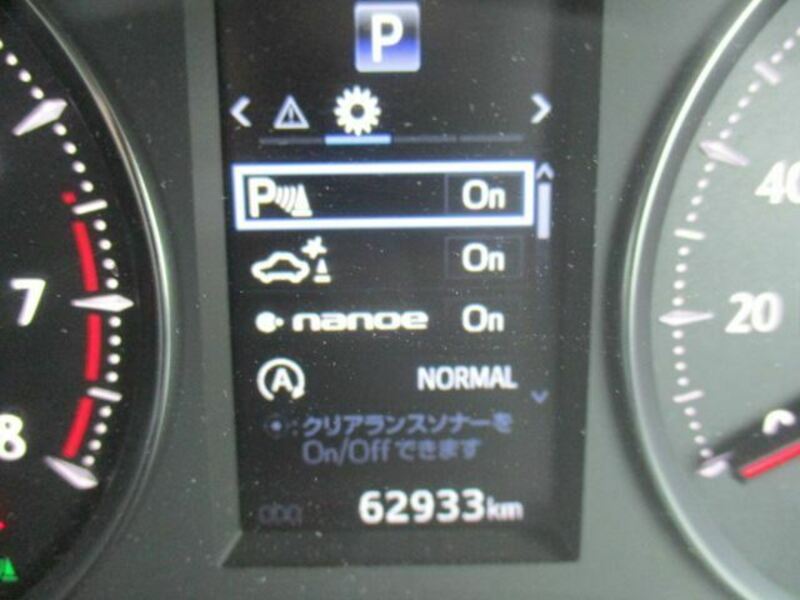 P
P On
On
nanoe On
A NORMAL
: クリアランスソナーを
On/Offできます
ODO 62933km
7
8
40
20